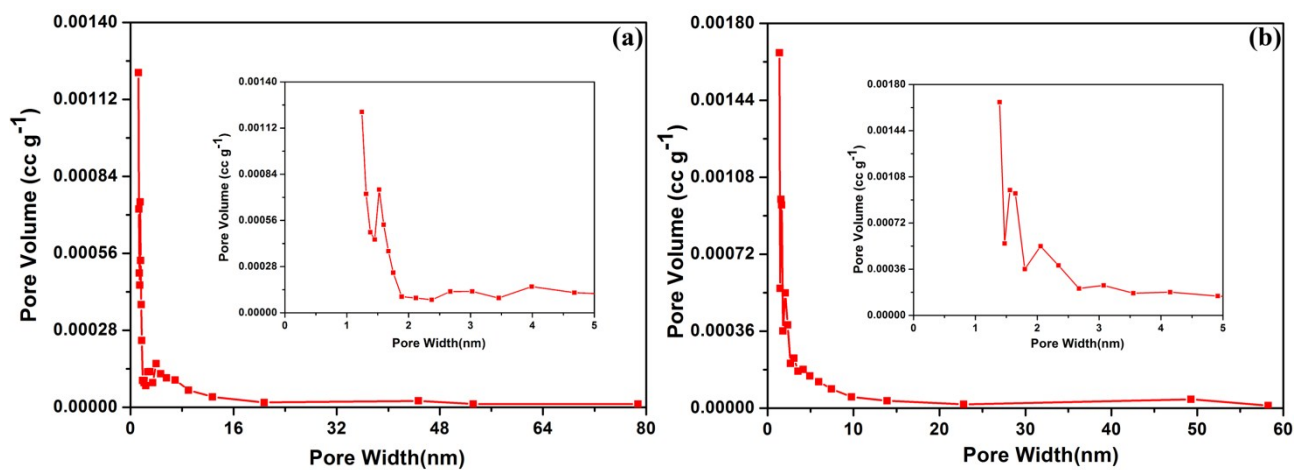 (a)
Pore Volume (cc g-1)
0.00140
0.00112
0.00084
0.00056
0.00028
0.00000
0 16 32 48 64 80
Pore Width(nm)
Pore Volume (cc g-1)
0.00140
0.00112
0.00084
0.00056
0.00028
0.00000
0 1 2 3 4 5
Pore Width(nm)
(b)
Pore Volume (cc g-1)
0.00180
0.00144
0.00108
0.00072
0.00036
0.00000
0 10 20 30 40 50 60
Pore Width(nm)
Pore Volume (cc g-1)
0.00180
0.00144
0.00108
0.00072
0.00036
0.00000
0 1 2 3 4 5
Pore Width(nm)